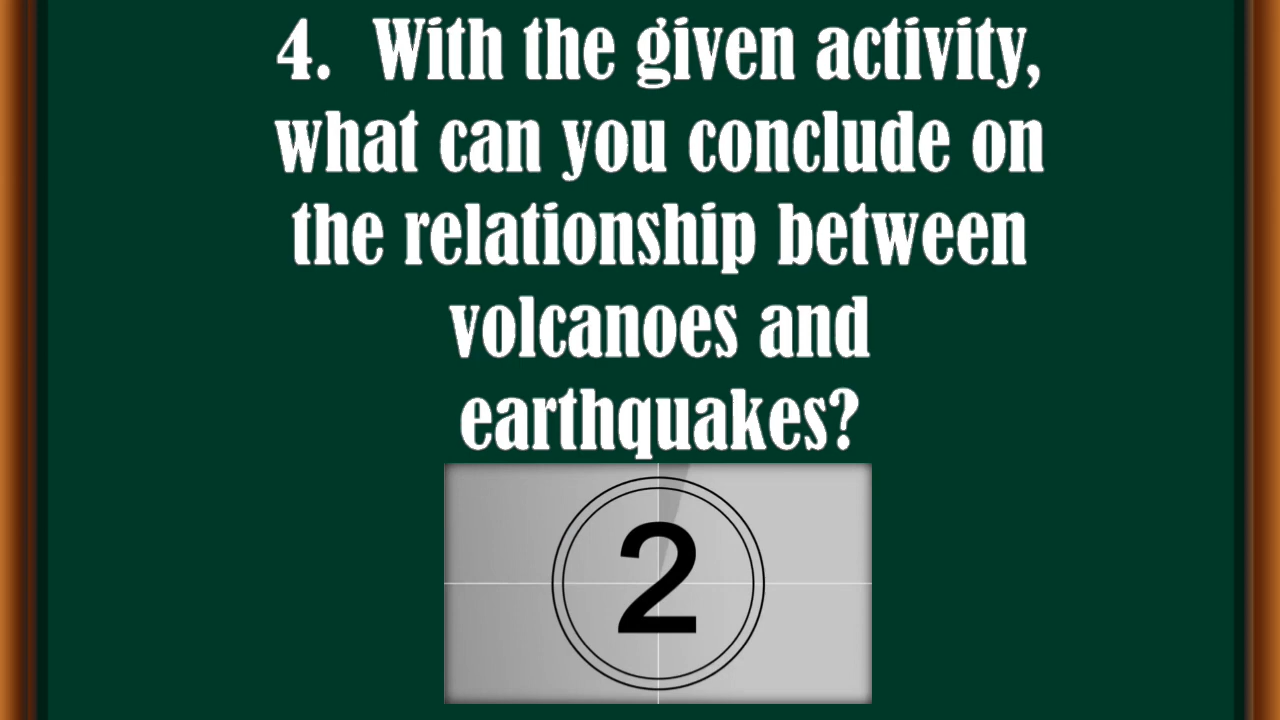 4. With the given activity,
what can you conclude on
the relationship between
volcanoes and
earthquakes?
2